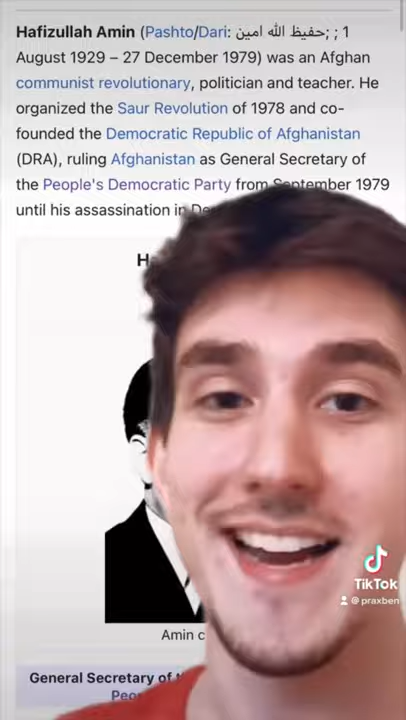 Hafizullah Amin (Pashto/Dari: حفيظ الله امين; ; 1
August 1929 – 27 December 1979) was an Afghan
communist revolutionary, politician and teacher. He
organized the Saur Revolution of 1978 and co-
founded the Democratic Republic of Afghanistan
(DRA), ruling Afghanistan as General Secretary of
the People's Democratic Party from September 1979
until his assassination in De
H
Amin c
General Secretary of
Peo
TikTok
@praxben